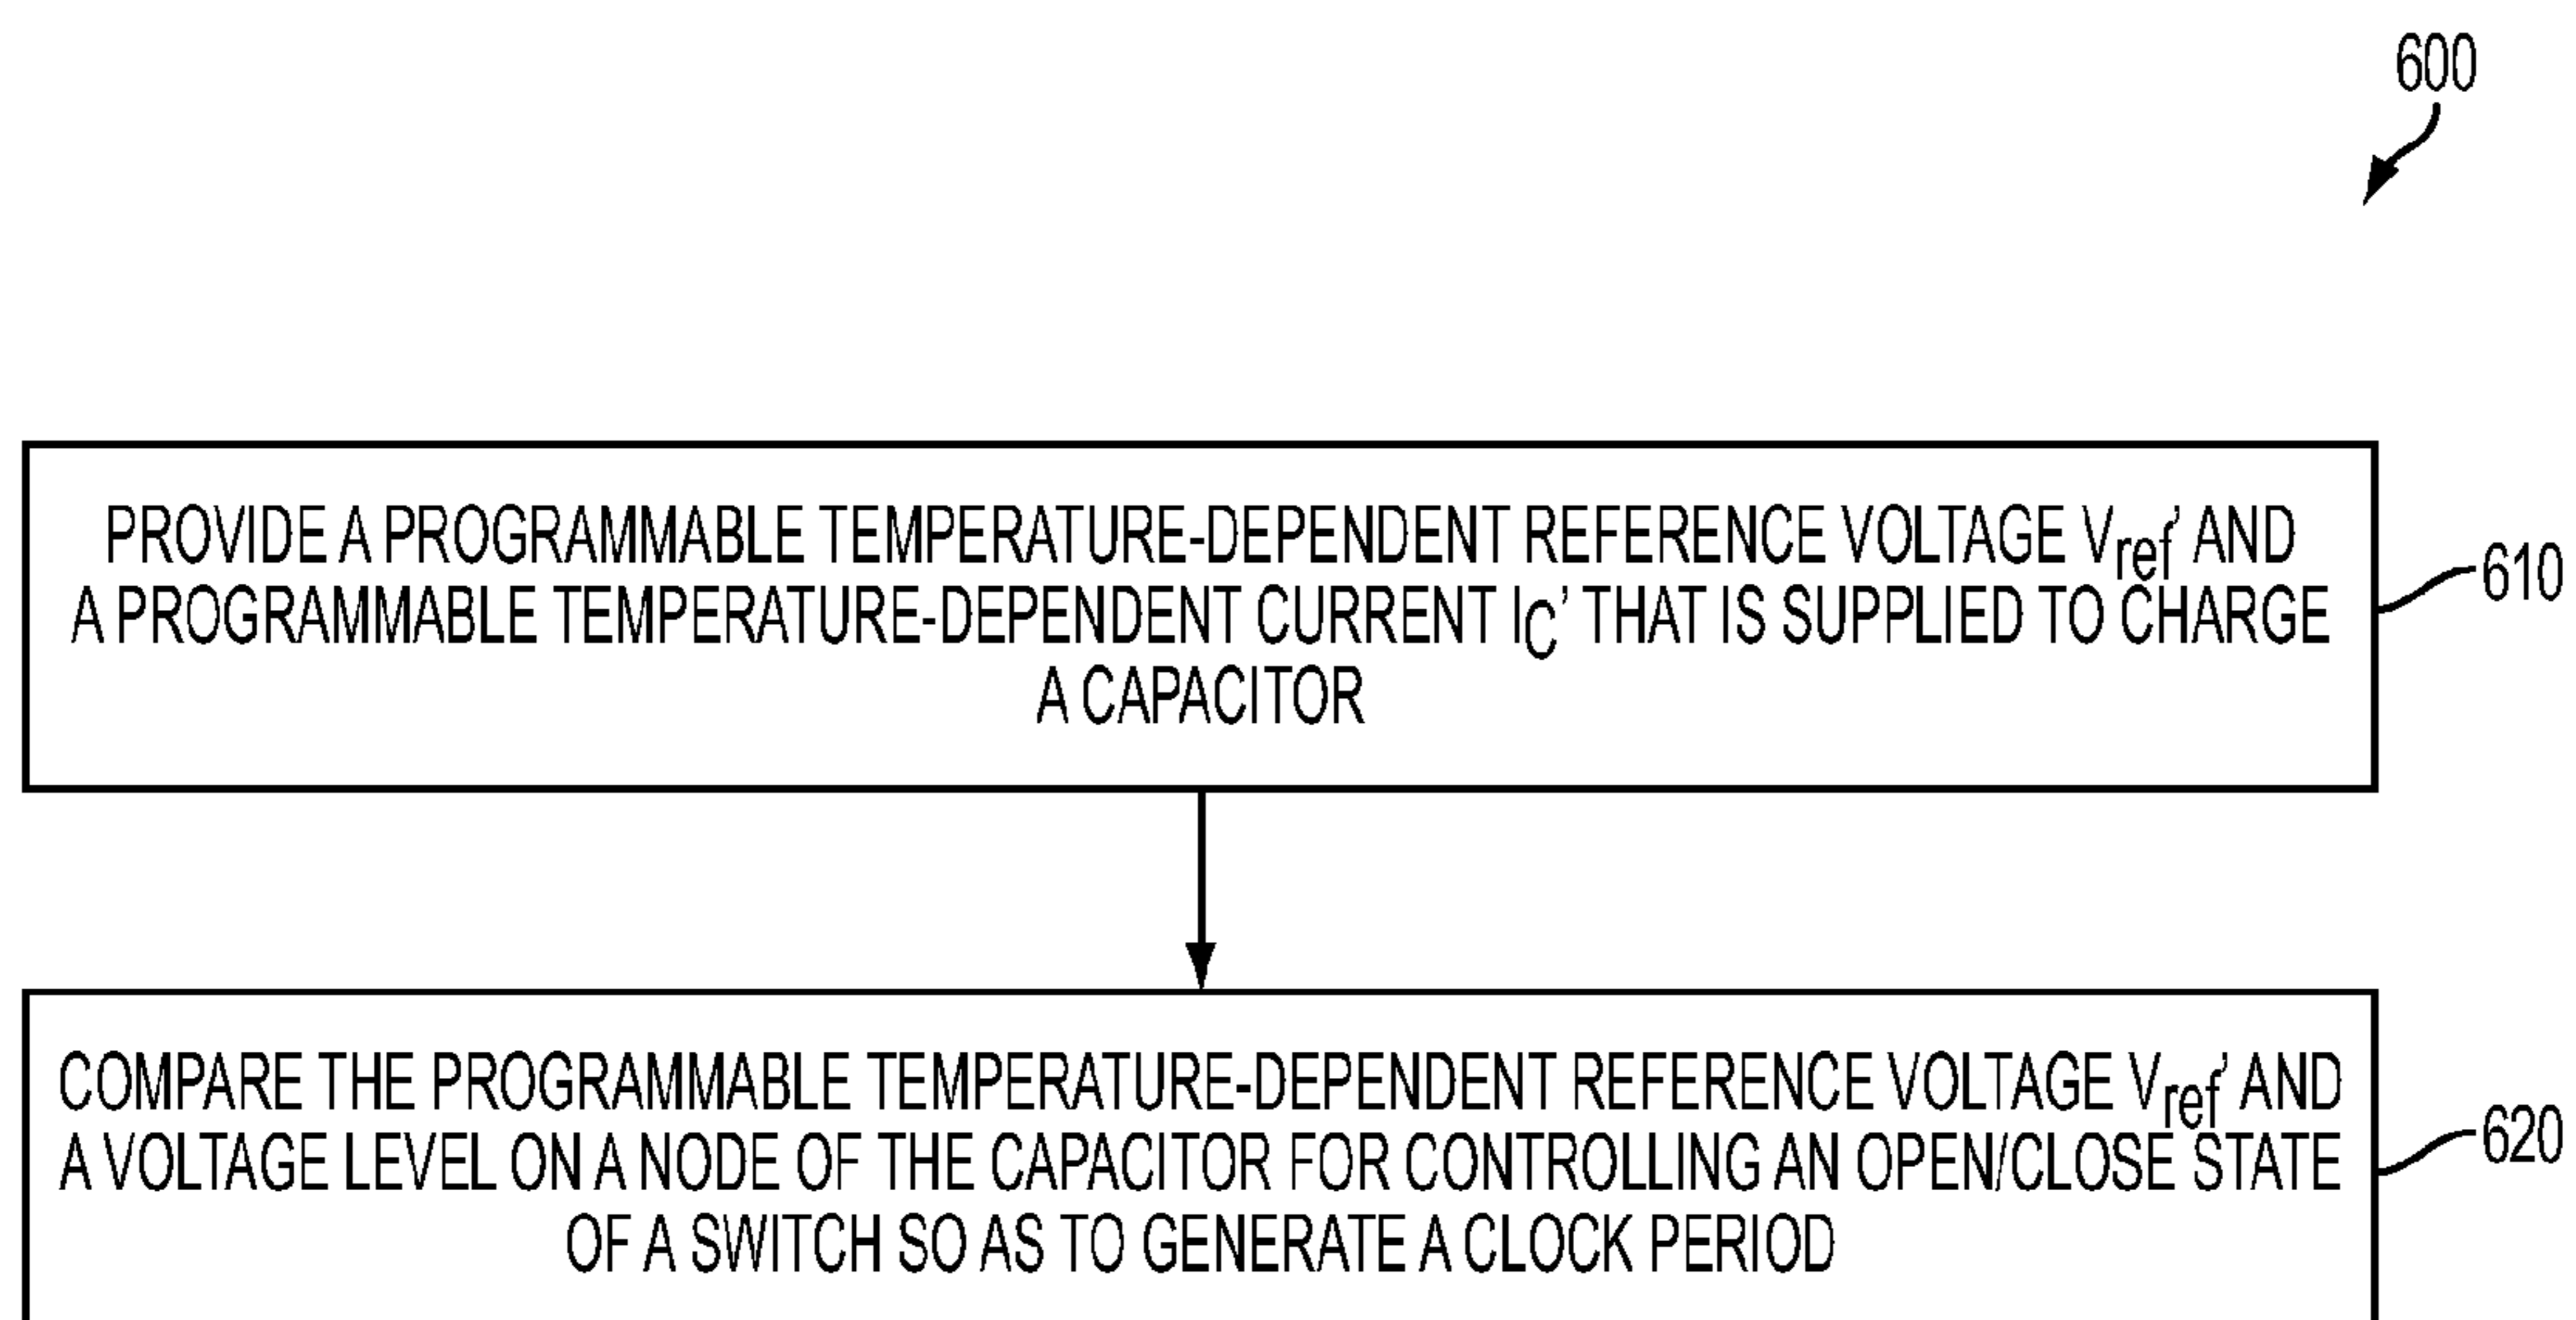 600
PROVIDE A PROGRAMMABLE TEMPERATURE-DEPENDENT REFERENCE VOLTAGE Vref' AND
A PROGRAMMABLE TEMPERATURE-DEPENDENT CURRENT IC' THAT IS SUPPLIED TO CHARGE
A CAPACITOR
610
COMPARE THE PROGRAMMABLE TEMPERATURE-DEPENDENT REFERENCE VOLTAGE Vref' AND
A VOLTAGE LEVEL ON A NODE OF THE CAPACITOR FOR CONTROLLING AN OPEN/CLOSE STATE
OF A SWITCH SO AS TO GENERATE A CLOCK PERIOD
620